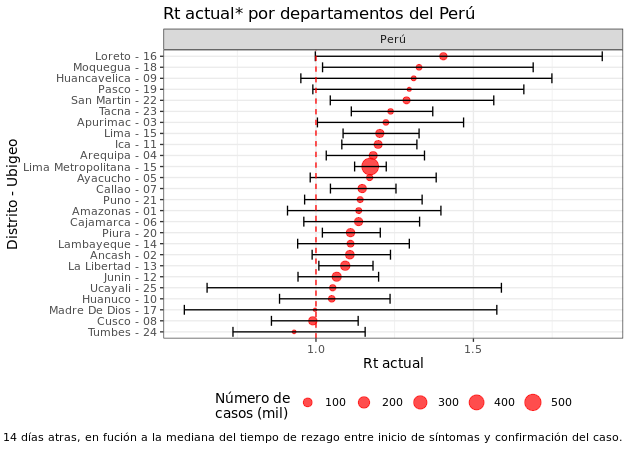 Rt actual* por departamentos del Perú
Perú
Distrito - Ubigeo
Loreto - 16
Moquegua - 18
Huancavelica - 09
Pasco - 19
San Martin - 22
Tacna - 23
Apurimac - 03
Lima - 15
Ica - 11
Arequipa - 04
Lima Metropolitana - 15
Ayacucho - 05
Callao - 07
Puno - 21
Amazonas - 01
Cajamarca - 06
Piura - 20
Lambayeque - 14
Ancash - 02
La Libertad - 13
Junin - 12
Ucayali - 25
Huanuco - 10
Madre De Dios - 17
Cusco - 08
Tumbes - 24
1.0 1.5
Rt actual
Número de
casos (mil)
100 200 300 400 500
14 días atras, en fución a la mediana del tiempo de rezago entre inicio de síntomas y confirmación del caso.